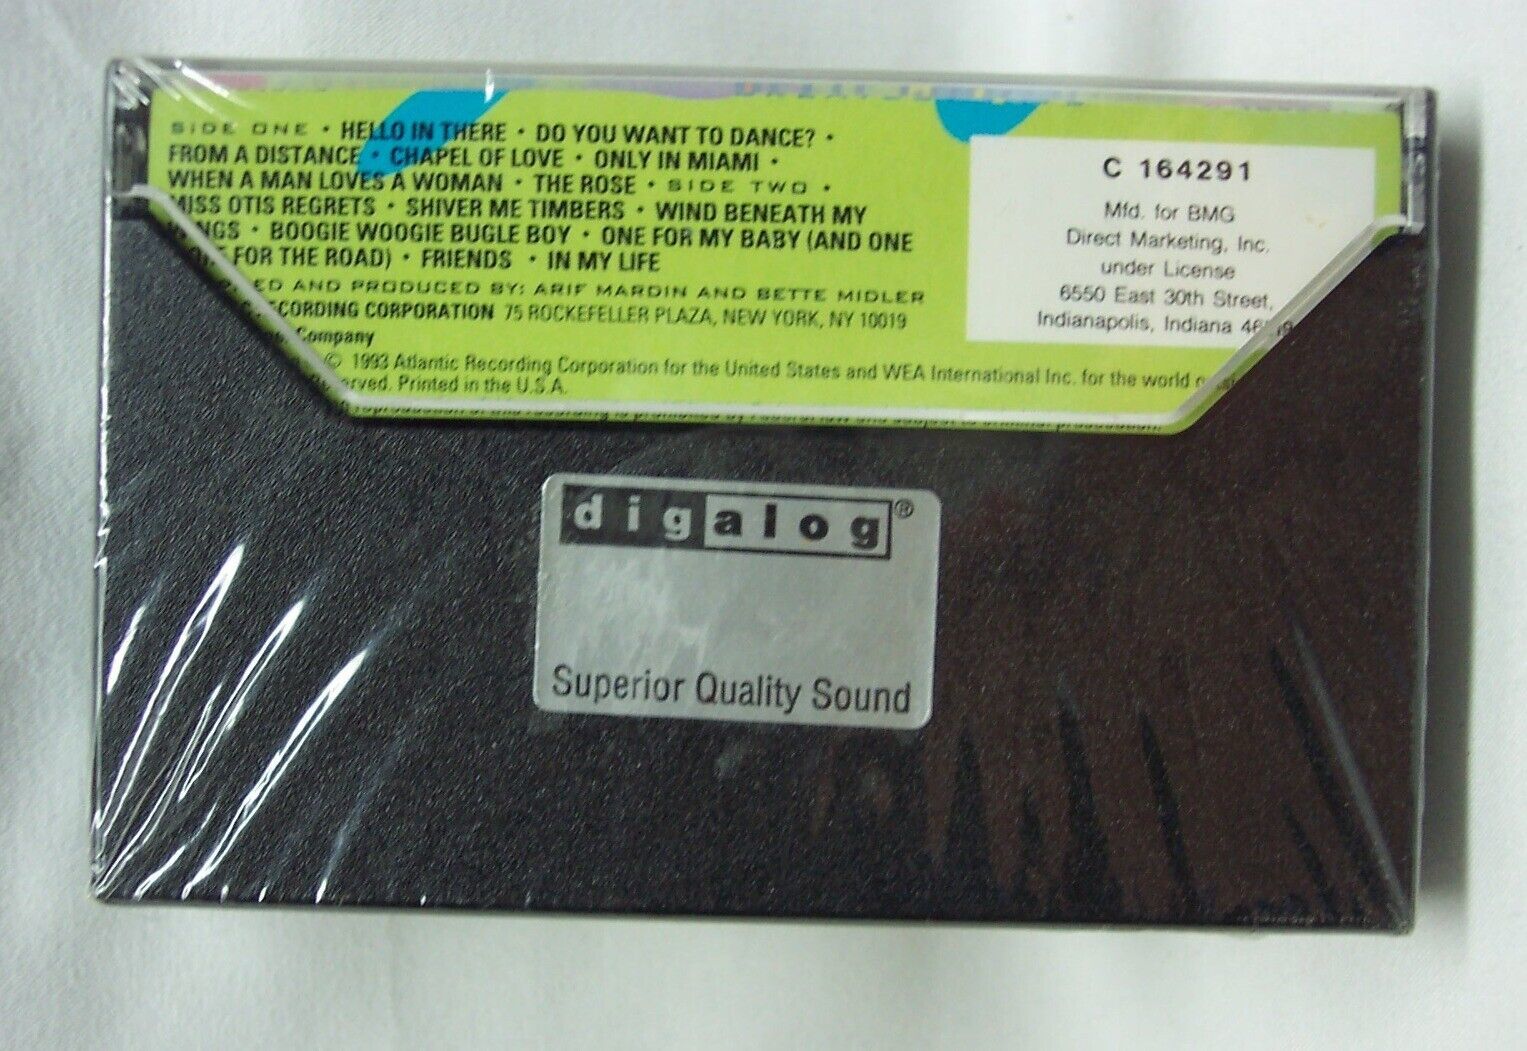 SIDE ONE • HELLO IN THERE • DO YOU WANT TO DANCE? •
FROM A DISTANCE • CHAPEL OF LOVE • ONLY IN MIAMI •
WHEN A MAN LOVES A WOMAN • THE ROSE • SIDE TWO •
MISS OTIS REGRETS • SHIVER ME TIMBERS • WIND BENEATH MY
• BOOGIE WOOGIE BUGLE BOY • ONE FOR MY BABY (AND ONE
FOR THE ROAD) • FRIENDS • IN MY LIFE
AND PRODUCED BY: ARIF MARDIN AND BETTE MIDLER
RECORDING CORPORATION 75 ROCKEFELLER PLAZA, NEW YORK, NY 10019
Company
© 1993 Atlantic Recording Corporation for the United States and WEA International Inc. for the world
Reserved. Printed in the U.S.A.
C 164291
Mfd. for BMG
Direct Marketing, Inc.
under License
6550 East 30th Street,
Indianapolis, Indiana
digalog®
Superior Quality Sound